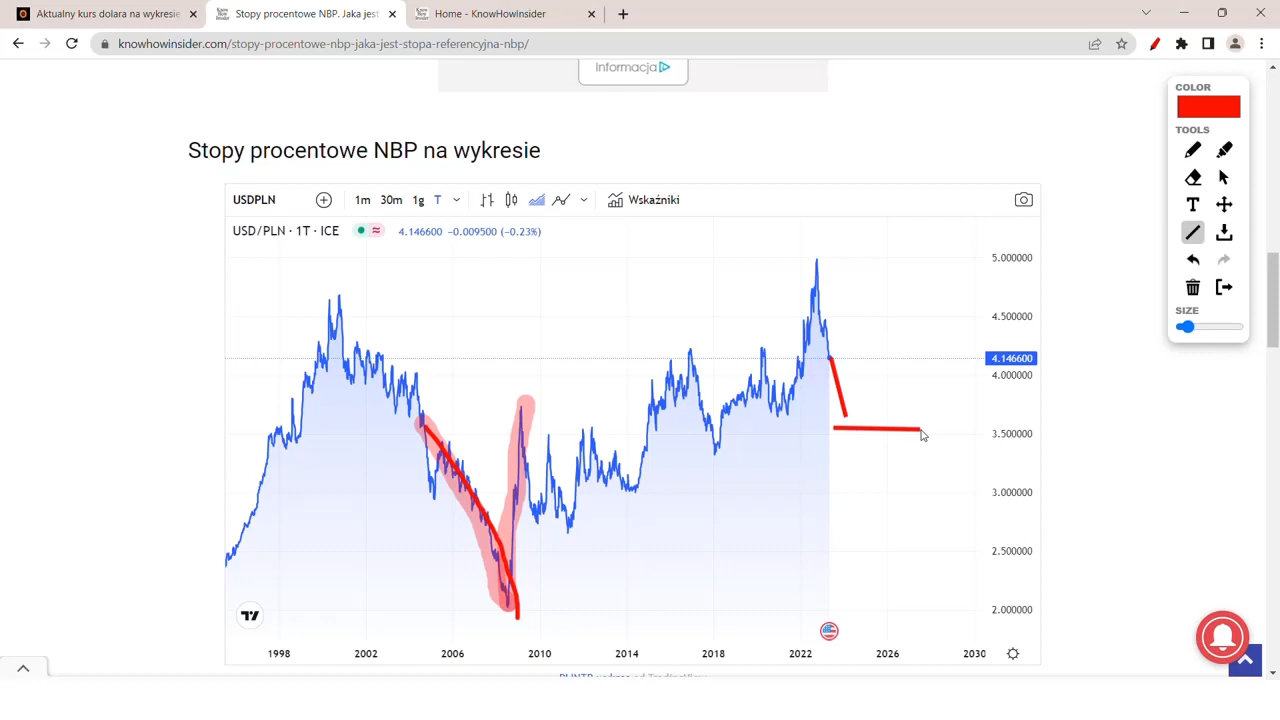 Aktualny kurs dolara na wykresie
Stopy procentowe NBP. Jaka jest
Home - KnowHowInsider
knowhowinsider.com/stopy-procentowe-nbp-jaka-jest-stopa-referencyjna-nbp/
Informacja
COLOR
TOOLS
T
SIZE
Stopy procentowe NBP na wykresie
USDPLN 1m 30m 1g T Wskaźniki
USD/PLN · 1T · ICE 4.146600 −0.009500 (−0.23%)
5.000000
4.500000
4.146600
4.000000
3.500000
3.000000
2.500000
2.000000
1998 2002 2006 2010 2014 2018 2022 2026 2030